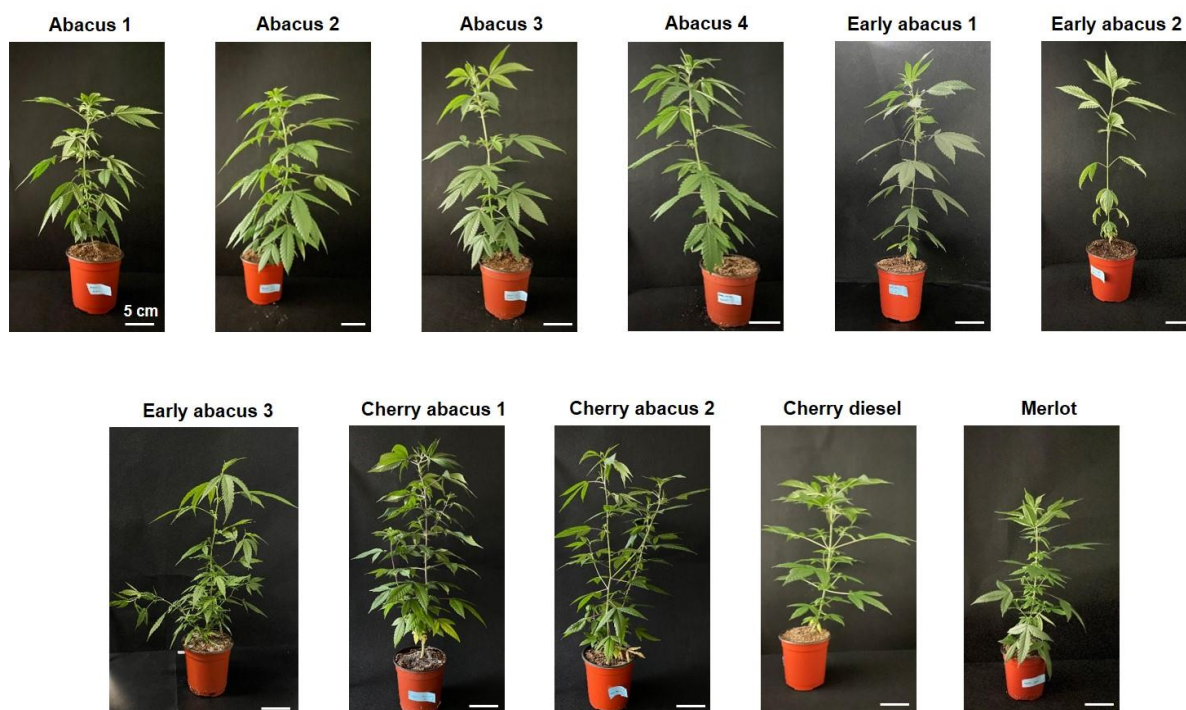 Abacus 1
Abacus 2
Abacus 3
Abacus 4
Early abacus 1
Early abacus 2
5 cm
Early abacus 3
Cherry abacus 1
Cherry abacus 2
Cherry diesel
Merlot